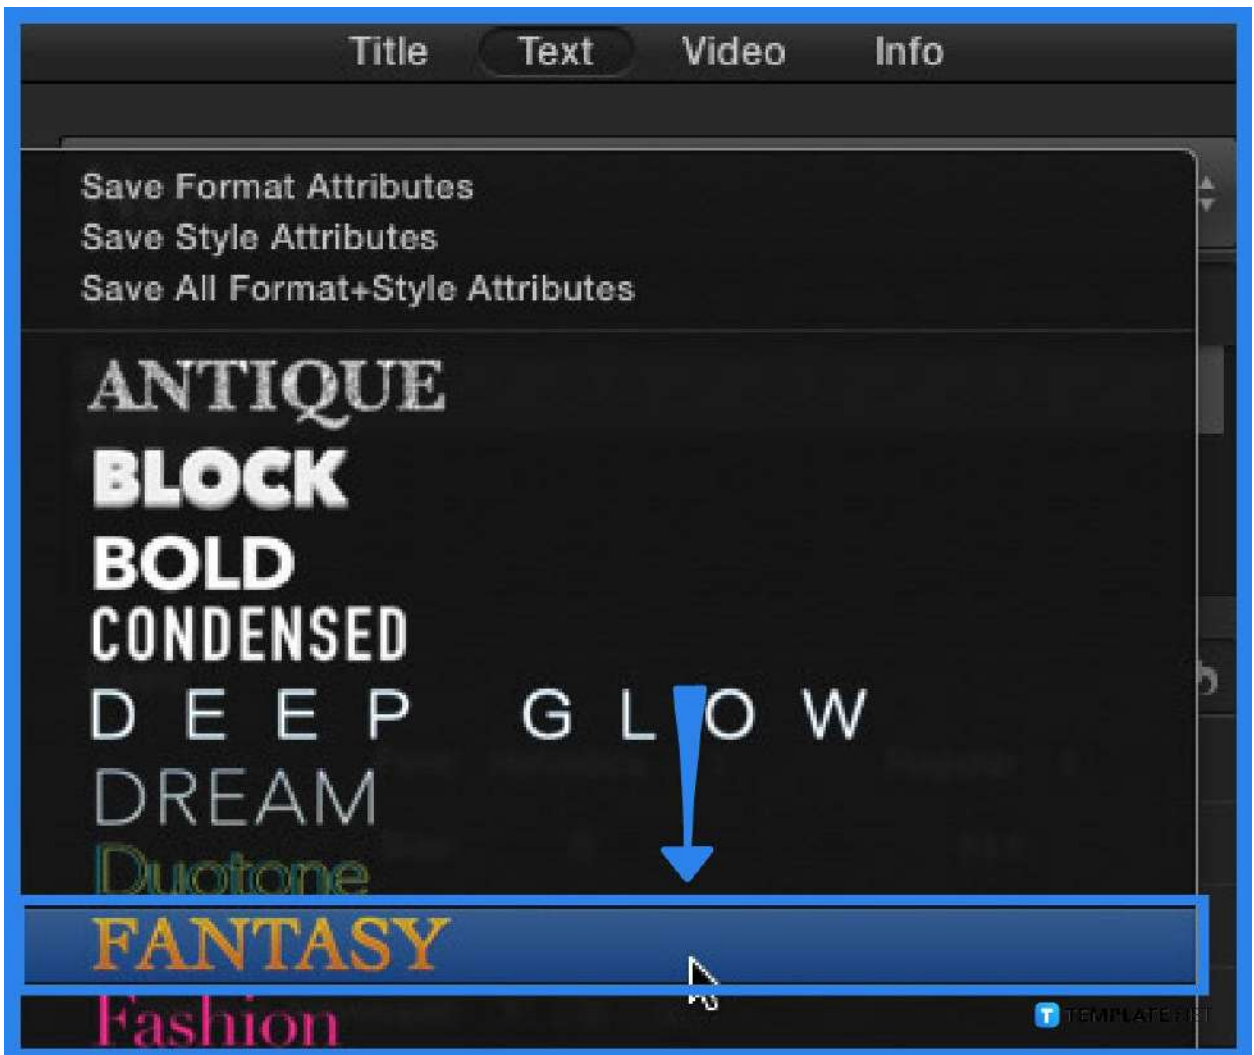 Title Text Video Info
Save Format Attributes
Save Style Attributes
Save All Format+Style Attributes
ANTIQUE
BLOCK
BOLD
CONDENSED
DEEP GLOW
DREAM
Duotone
FANTASY
Fashion
T TEMPLATE.NET